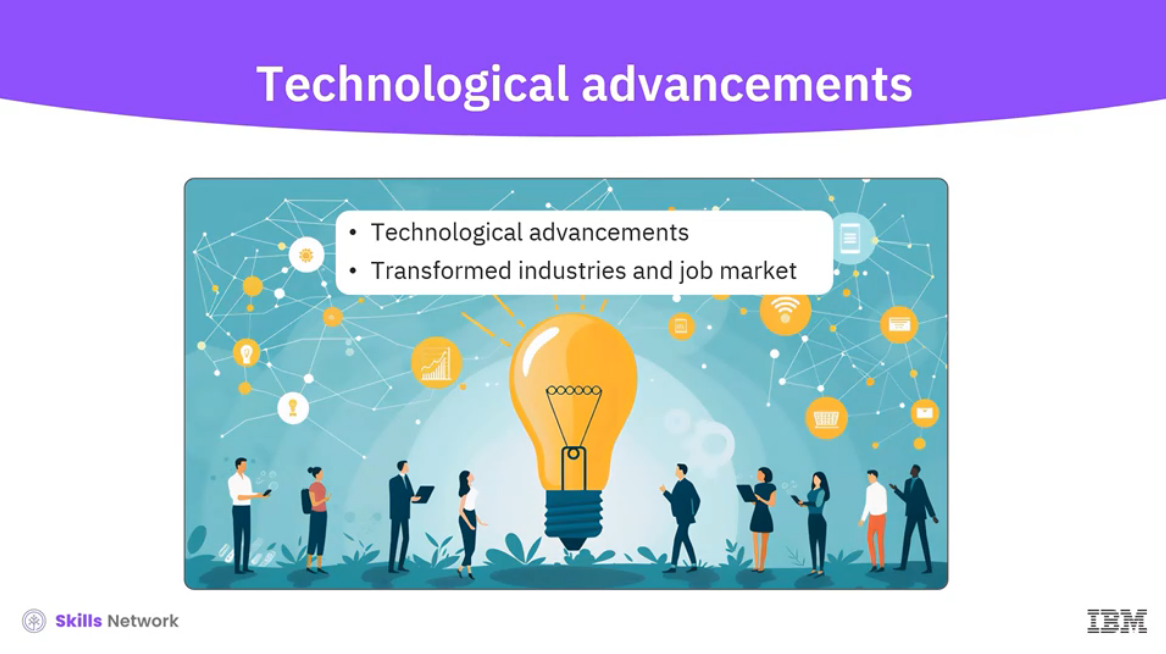 Technological advancements
• Technological advancements
• Transformed industries and job market
Skills Network
IBM